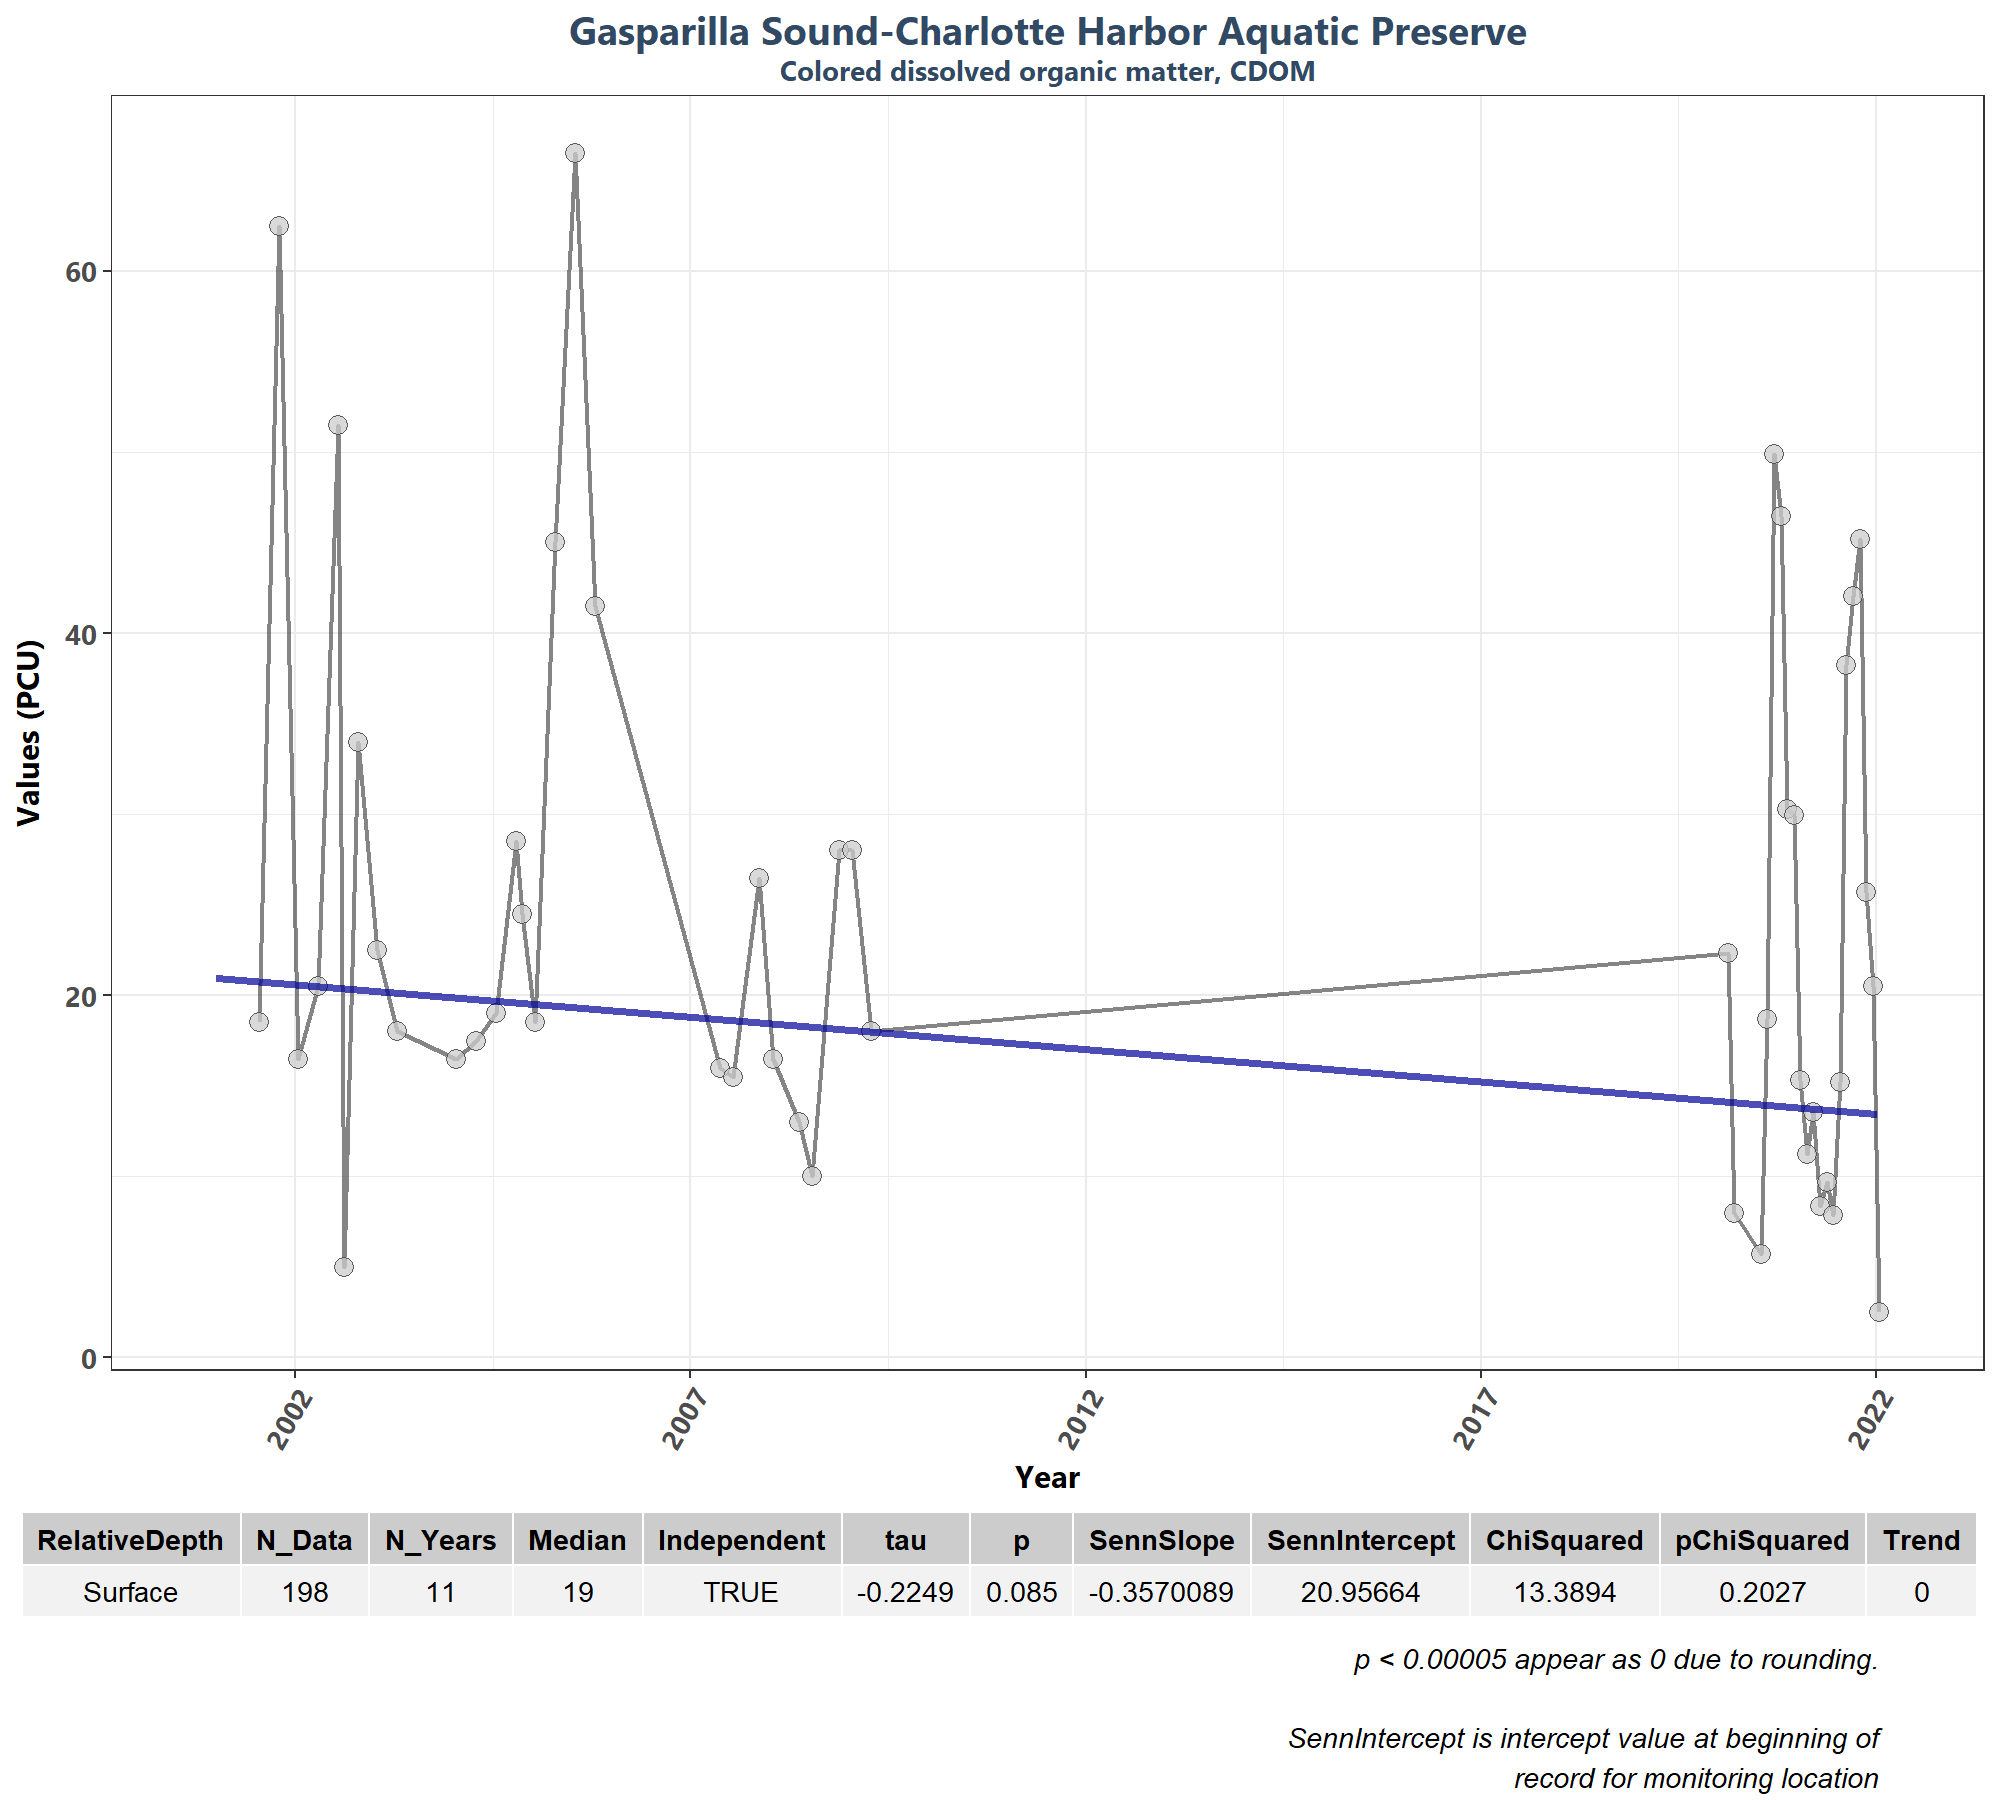 Gasparilla Sound-Charlotte Harbor Aquatic Preserve
Colored dissolved organic matter, CDOM
Values (PCU)
60
40
20
0
2002
2007
2012
2017
2022
Year
RelativeDepth N_Data N_Years Median Independent tau p SennSlope SennIntercept ChiSquared pChiSquared Trend
Surface 198 11 19 TRUE -0.2249 0.085 -0.3570089 20.95664 13.3894 0.2027 0
p < 0.00005 appear as 0 due to rounding.
SennIntercept is intercept value at beginning of
record for monitoring location